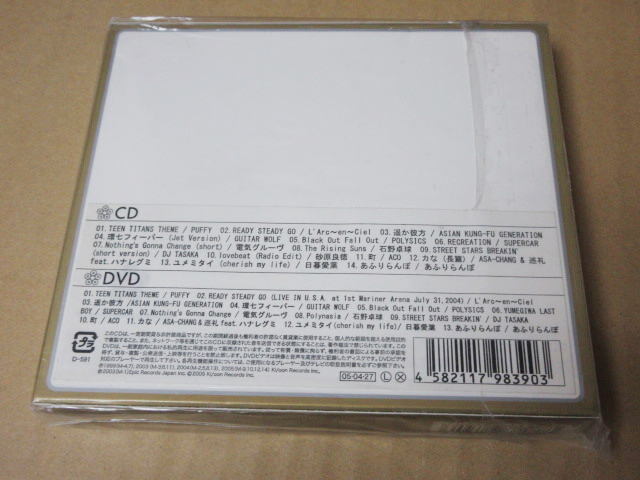 CD
01.TEEN TITANS THEME / PUFFY 02.READY STEADY GO / L'Arc~en~Ciel 03.遥か彼方 / ASIAN KUNG-FU GENERATION
04.環七フィーバー (Jet Version) / GUITAR WOLF 05.Black Out Fall Out / POLYSICS 06.RECREATION / SUPERCAR
07.Nothing's Gonna Change (short) / 電気グルーヴ 08.The Rising Suns / 石野卓球 09.STREET STARS BREAKIN'
(short version) / DJ TASAKA 10.lovebeat (Radio Edit) / 砂原良徳 11.町 / ACO 12.カな (長篇) / ASA-CHANG & 巡礼
feat.ハナレグミ 13.ユメミタイ (cherish my life) / 日暮愛葉 14.あふりらんぽ / あふりらんぽ
DVD
01.TEEN TITANS THEME / PUFFY 02.READY STEADY GO (LIVE IN U.S.A. at 1st Mariner Arena July 31,2004) / L'Arc~en~Ciel
03.遥か彼方 / ASIAN KUNG-FU GENERATION 04.環七フィーバー / GUITAR WOLF 05.Black Out Fall Out / POLYSICS 06.YUMEGIWA LAST
BOY / SUPERCAR 07.Nothing's Gonna Change / 電気グルーヴ 08.Polynasia / 石野卓球 09.STREET STARS BREAKIN' / DJ TASAKA
10.町 / ACO 11.カな / ASA-CHANG&巡礼 feat.ハナレグミ 12.ユメミタイ (cherish my life) / 日暮愛葉 13.あふりらんぽ / あふりらんぽ
D-591
05・04・27 L X
4 582117 983903